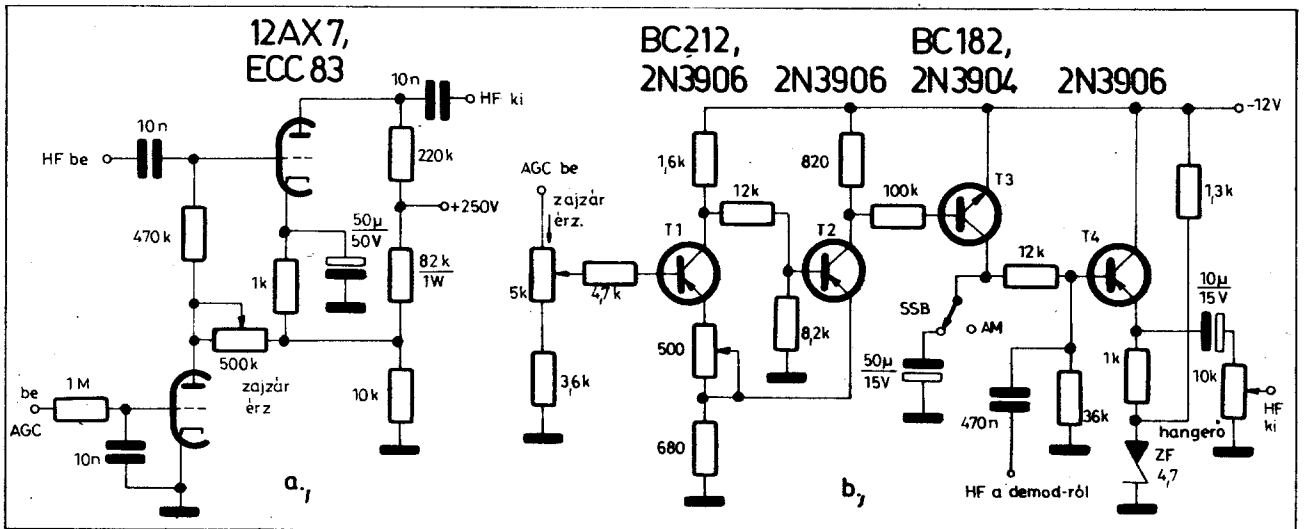 12AX7,
ECC 83
10n
HF ki
10n
HF be
220k
+250V
50µ
50V
470k
1k
82k
1W
500k
zajzár
érz
10k
1M
be
AGC
10n
a.,
BC212,
2N3906
2N3906
BC182,
2N3904
2N3906
-12V
1,6k
820
AGC be
zajzár
érz.
12k
100k
T3
1,3k
T1
T2
5k
4,7k
12k
T4
10µ
15V
SSB
AM
8,2k
500
50µ
15V
3,6k
1k
10k
HF
ki
470n
36k
hangerő
ZF
4,7
680
HF a demod-ról
b.,